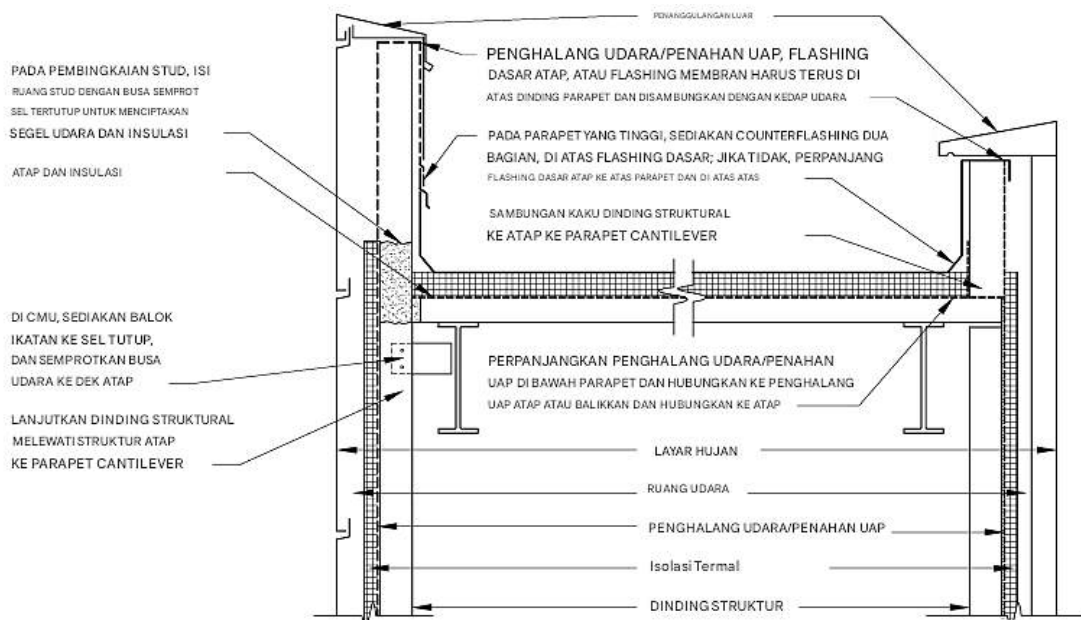 PENANGGULANGAN LUAR
PADA PEMBINGKAIAN STUD, ISI
RUANG STUD DENGAN BUSA SEMPROT
SEL TERTUTUP UNTUK MENCIPTAKAN
SEGEL UDARA DAN INSULASI
ATAP DAN INSULASI
PENGHALANG UDARA/PENAHAN UAP, FLASHING
DASAR ATAP, ATAU FLASHING MEMBRAN HARUS TERUS DI
ATAS DINDING PARAPET DAN DISAMBUNGKAN DENGAN KEDAP UDARA
PADA PARAPET YANG TINGGI, SEDIAKAN COUNTERFLASHING DUA
BAGIAN, DI ATAS FLASHING DASAR; JIKA TIDAK, PERPANJANG
FLASHING DASAR ATAP KE ATAS PARAPET DAN DI ATAS ATAS
SAMBUNGAN KAKU DINDING STRUKTURAL
KE ATAP KE PARAPET CANTILEVER
DI CMU, SEDIAKAN BALOK
IKATAN KE SEL TUTUP,
DAN SEMPROTKAN BUSA
UDARA KE DEK ATAP
LANJUTKAN DINDING STRUKTURAL
MELEWATI STRUKTUR ATAP
KE PARAPET CANTILEVER
PERPANJANGKAN PENGHALANG UDARA/PENAHAN
UAP DI BAWAH PARAPET DAN HUBUNGKAN KE PENGHALANG
UAP ATAP ATAU BALIKKAN DAN HUBUNGKAN KE ATAP
LAYAR HUJAN
RUANG UDARA
PENGHALANG UDARA/PENAHAN UAP
Isolasi Termal
DINDING STRUKTUR